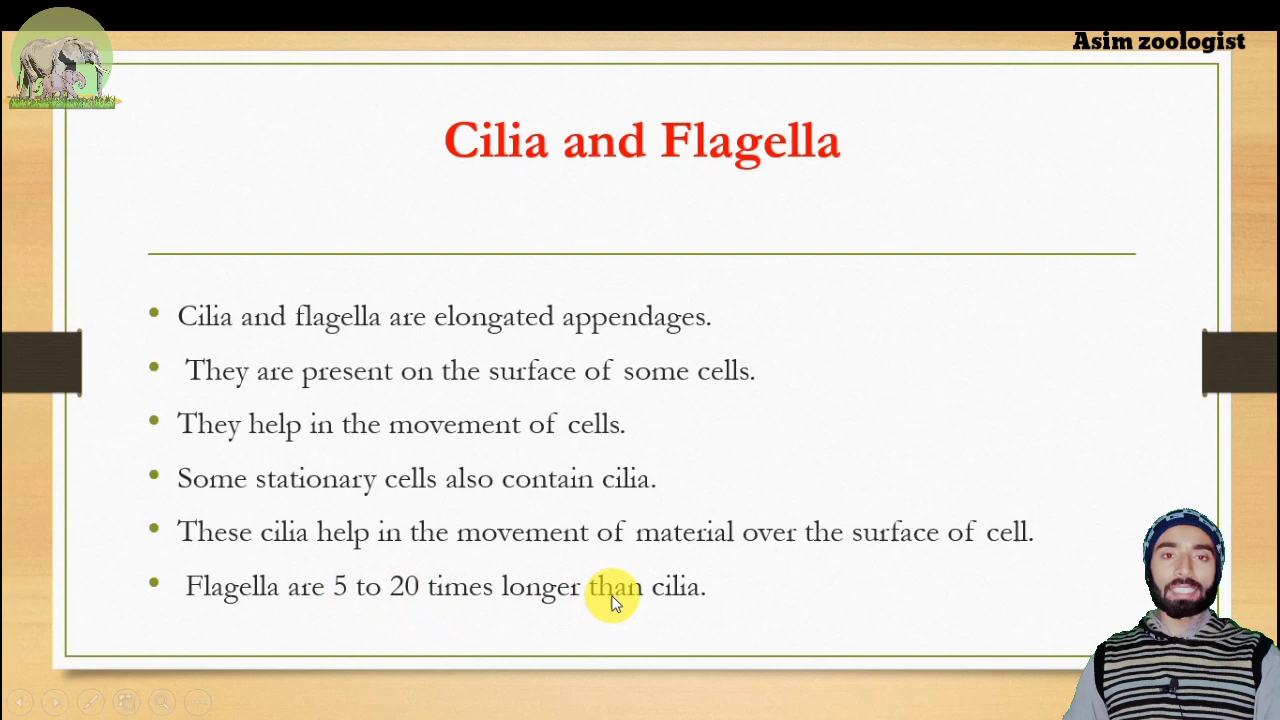 Asim zoologist
Cilia and Flagella
• Cilia and flagella are elongated appendages.
• They are present on the surface of some cells.
• They help in the movement of cells.
• Some stationary cells also contain cilia.
• These cilia help in the movement of material over the surface of cell.
• Flagella are 5 to 20 times longer than cilia.